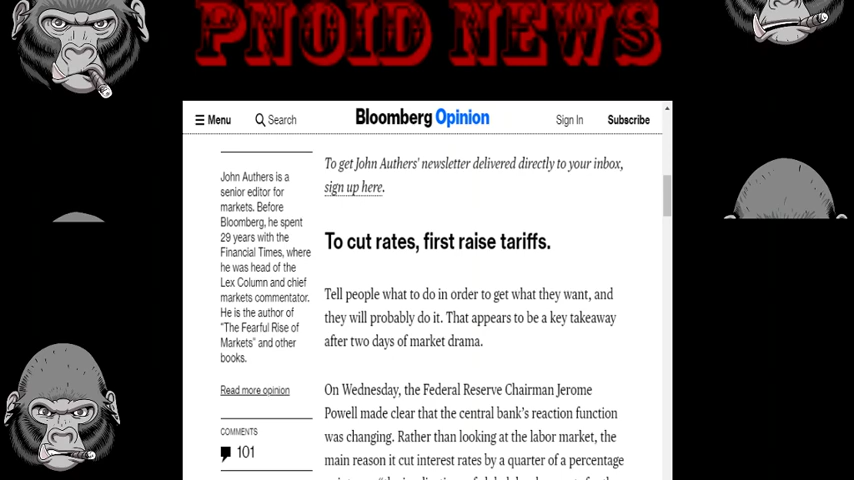 PNOID NEWS
Menu Search Bloomberg Opinion Sign In Subscribe
John Authers is a
senior editor for
markets. Before
Bloomberg, he spent
29 years with the
Financial Times, where
he was head of the
Lex Column and chief
markets commentator.
He is the author of
"The Fearful Rise of
Markets" and other
books.
Read more opinion
COMMENTS
101
To get John Authers' newsletter delivered directly to your inbox,
sign up here.
To cut rates, first raise tariffs.
Tell people what to do in order to get what they want, and
they will probably do it. That appears to be a key takeaway
after two days of market drama.
On Wednesday, the Federal Reserve Chairman Jerome
Powell made clear that the central bank's reaction function
was changing. Rather than looking at the labor market, the
main reason it cut interest rates by a quarter of a percentage